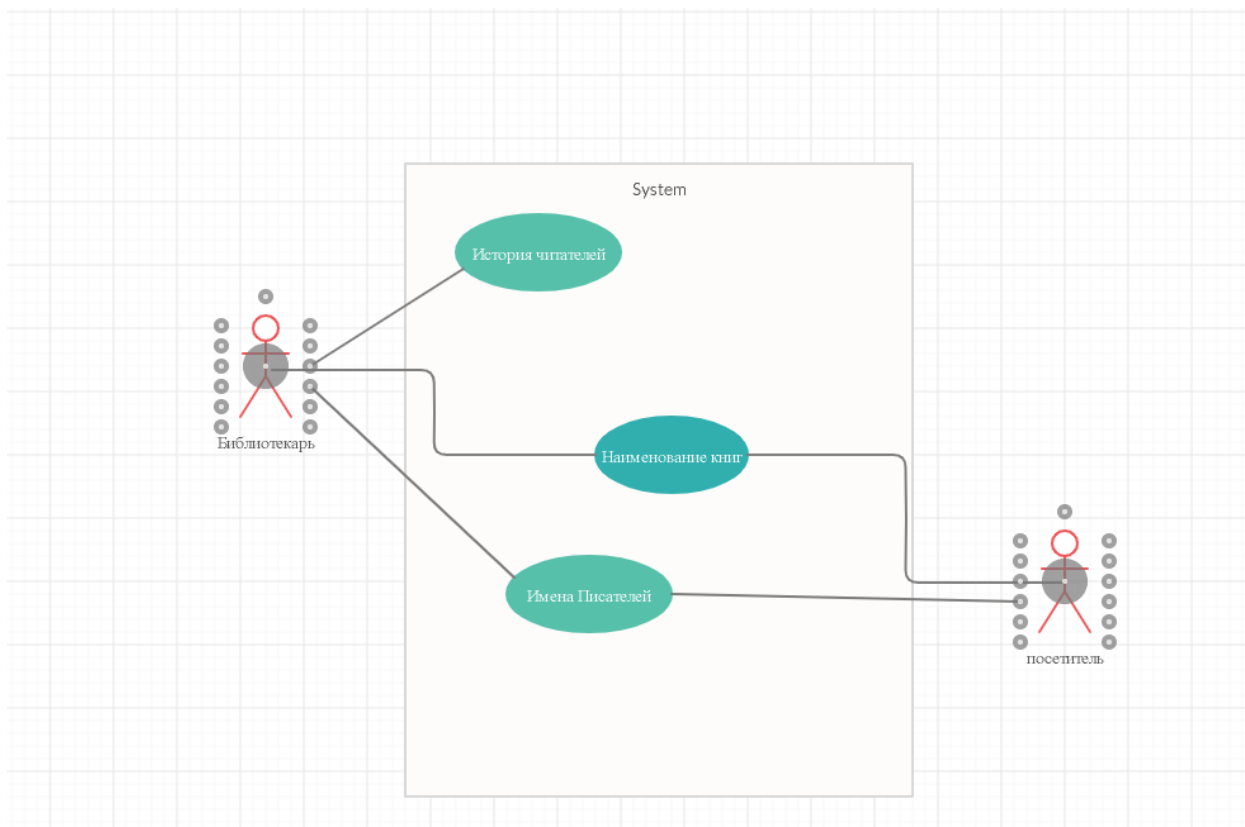 System
История читателей
Библиотекарь
Наименование книг
Имена Писателей
посетитель